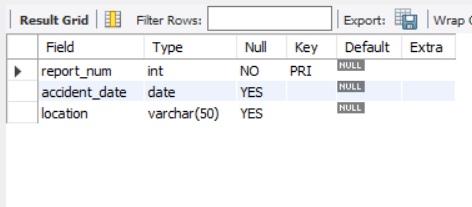 Result Grid Filter Rows: Export: Wrap
Field Type Null Key Default Extra
report_num int NO PRI NULL
accident_date date YES NULL
location varchar(50) YES NULL